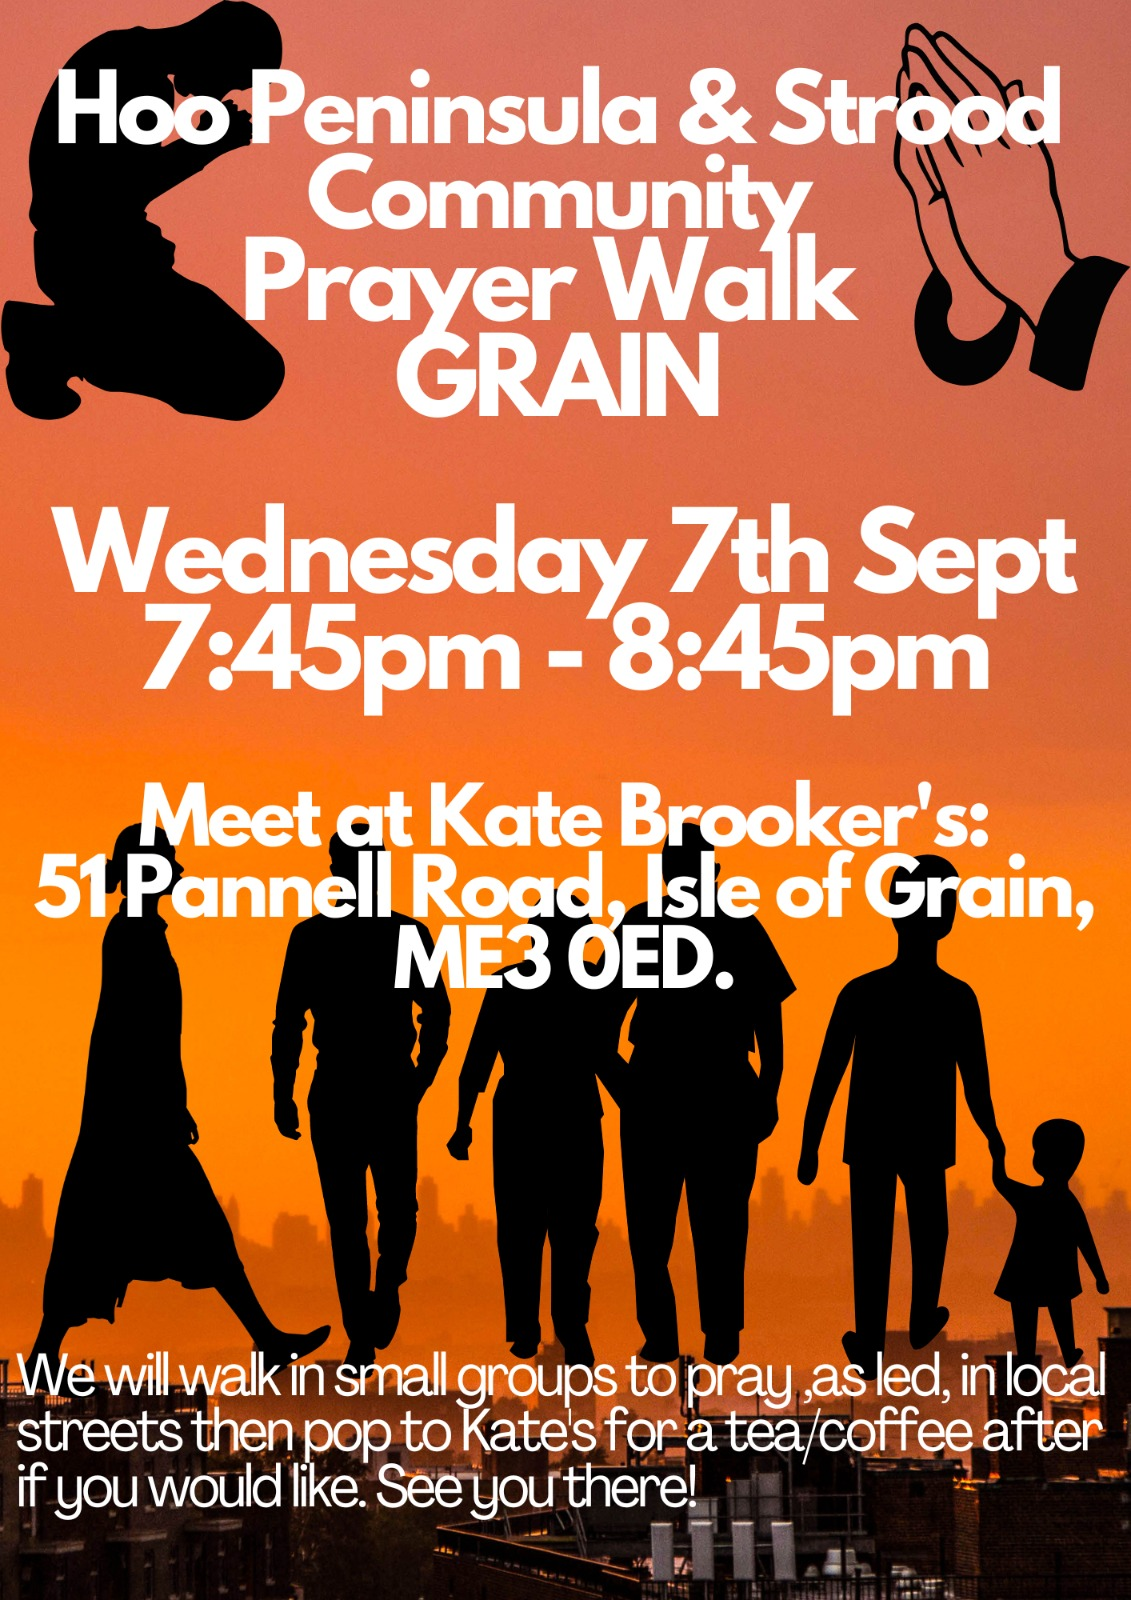 Hoo Peninsula & Strood
Community
Prayer Walk
GRAIN
Wednesday 7th Sept
7:45pm - 8:45pm
Meet at Kate Brooker's:
51 Pannell Road, Isle of Grain,
ME3 0ED.
We will walk in small groups to pray ,as led, in local
streets then pop to Kate's for a tea/coffee after
if you would like. See you there!